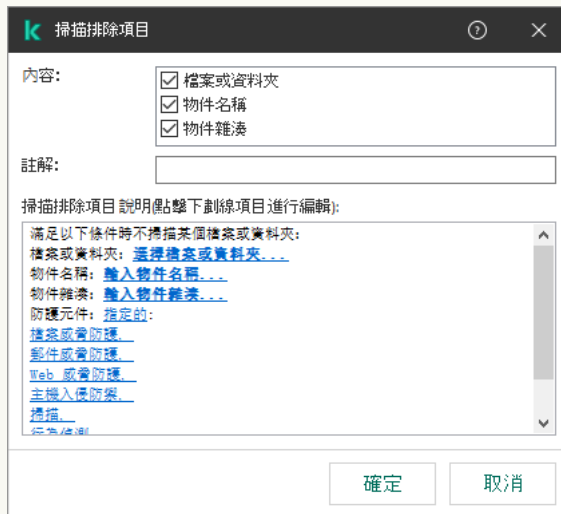 掃描排除項目
內容:
檔案或資料夾
物件名稱
物件雜湊
註解:
掃描排除項目說明(點擊下劃線項目進行編輯):
滿足以下條件時不掃描某個檔案或資料夾:
檔案或資料夾: 選擇檔案或資料夾...
物件名稱: 輸入物件名稱...
物件雜湊: 輸入物件雜湊...
防護元件: 指定的:
檔案威脅防護,
郵件威脅防護,
Web 威脅防護,
主機入侵防禦,
掃描,
行為偵測
確定
取消